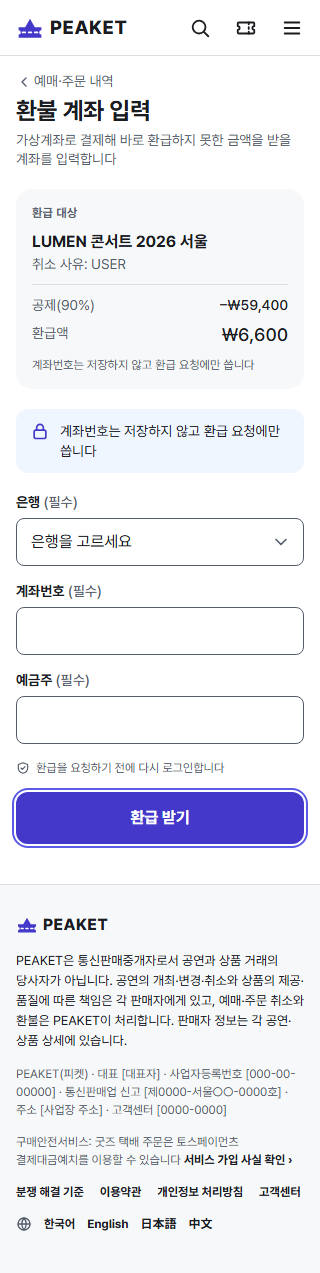 PEAKET
예매·주문 내역
환불 계좌 입력
가상계좌로 결제해 바로 환급하지 못한 금액을 받을
계좌를 입력합니다
환급 대상
LUMEN 콘서트 2026 서울
취소 사유: USER
공제(90%) −₩59,400
환급액 ₩6,600
계좌번호는 저장하지 않고 환급 요청에만 씁니다
계좌번호는 저장하지 않고 환급 요청에만
씁니다
은행 (필수)
은행을 고르세요
계좌번호 (필수)
예금주 (필수)
환급을 요청하기 전에 다시 로그인합니다
환급 받기
PEAKET
PEAKET은 통신판매중개자로서 공연과 상품 거래의
당사자가 아닙니다. 공연의 개최·변경·취소와 상품의 제공·
품질에 따른 책임은 각 판매자에게 있고, 예매·주문 취소와
환불은 PEAKET이 처리합니다. 판매자 정보는 각 공연·
상품 상세에 있습니다.
PEAKET(피켓) · 대표 [대표자] · 사업자등록번호 [000-00-
00000] · 통신판매업 신고 [제0000-서울○○-0000호] ·
주소 [사업장 주소] · 고객센터 [0000-0000]
구매안전서비스: 굿즈 택배 주문은 토스페이먼츠
결제대금예치를 이용할 수 있습니다 서비스 가입 사실 확인 ›
분쟁 해결 기준 이용약관 개인정보 처리방침 고객센터
한국어 English 日本語 中文